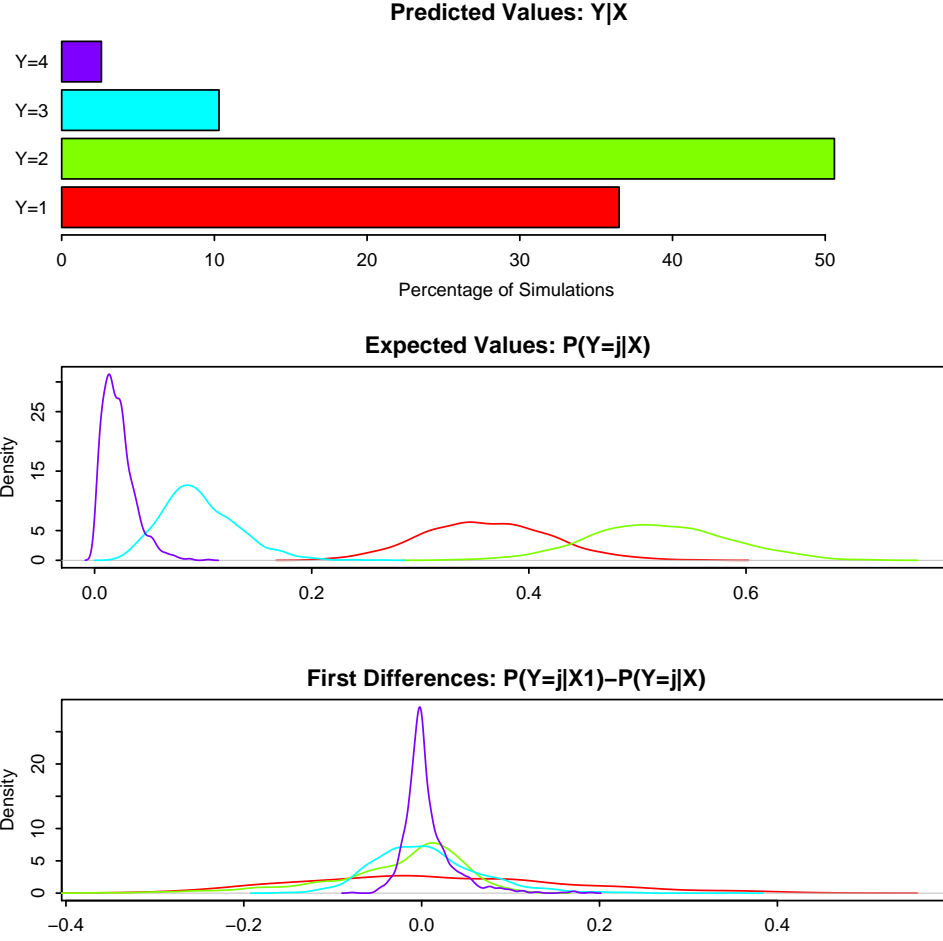 Predicted Values: Y|X
Y=4
Y=3
Y=2
Y=1
0 10 20 30 40 50
Percentage of Simulations
Expected Values: P(Y=j|X)
Density
25
15
5
0
0.0 0.2 0.4 0.6
First Differences: P(Y=j|X1)−P(Y=j|X)
Density
20
10
5
0
−0.4 −0.2 0.0 0.2 0.4